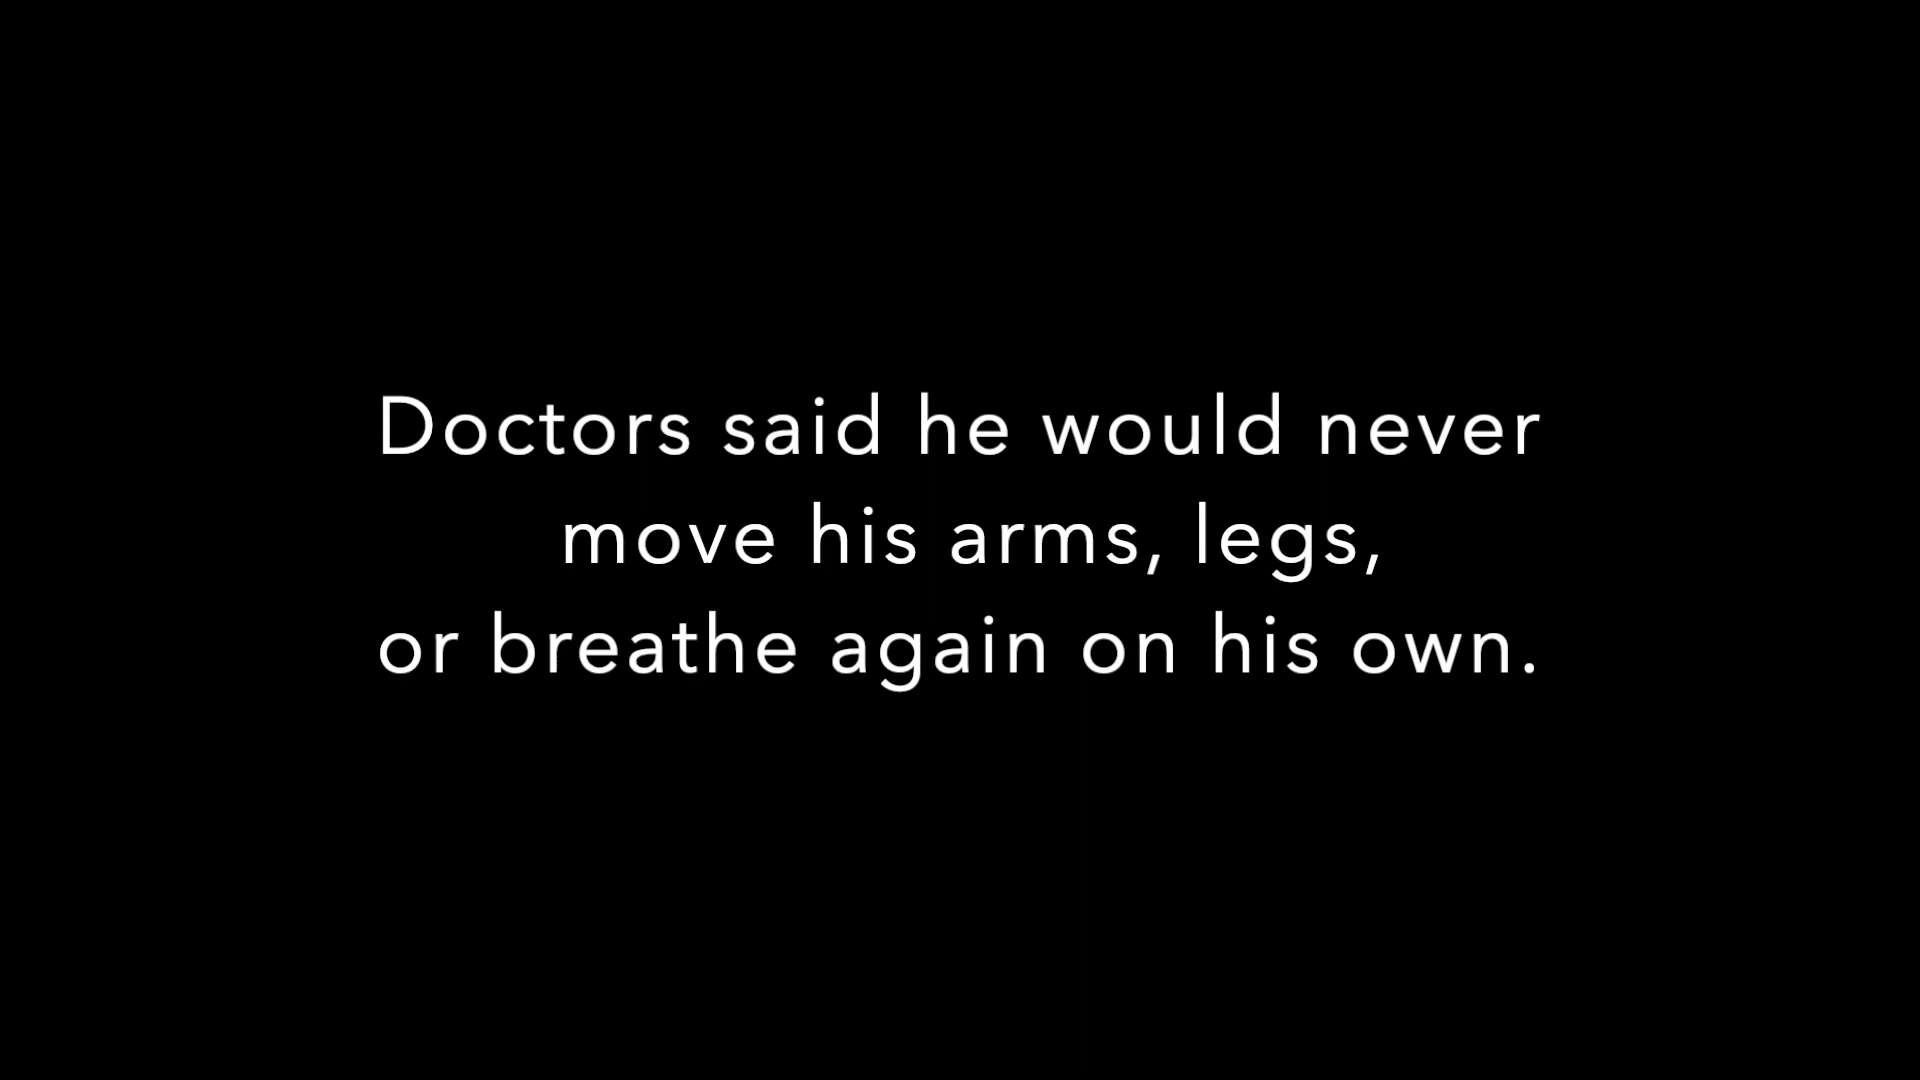 Doctors said he would never
move his arms, legs,
or breathe again on his own.